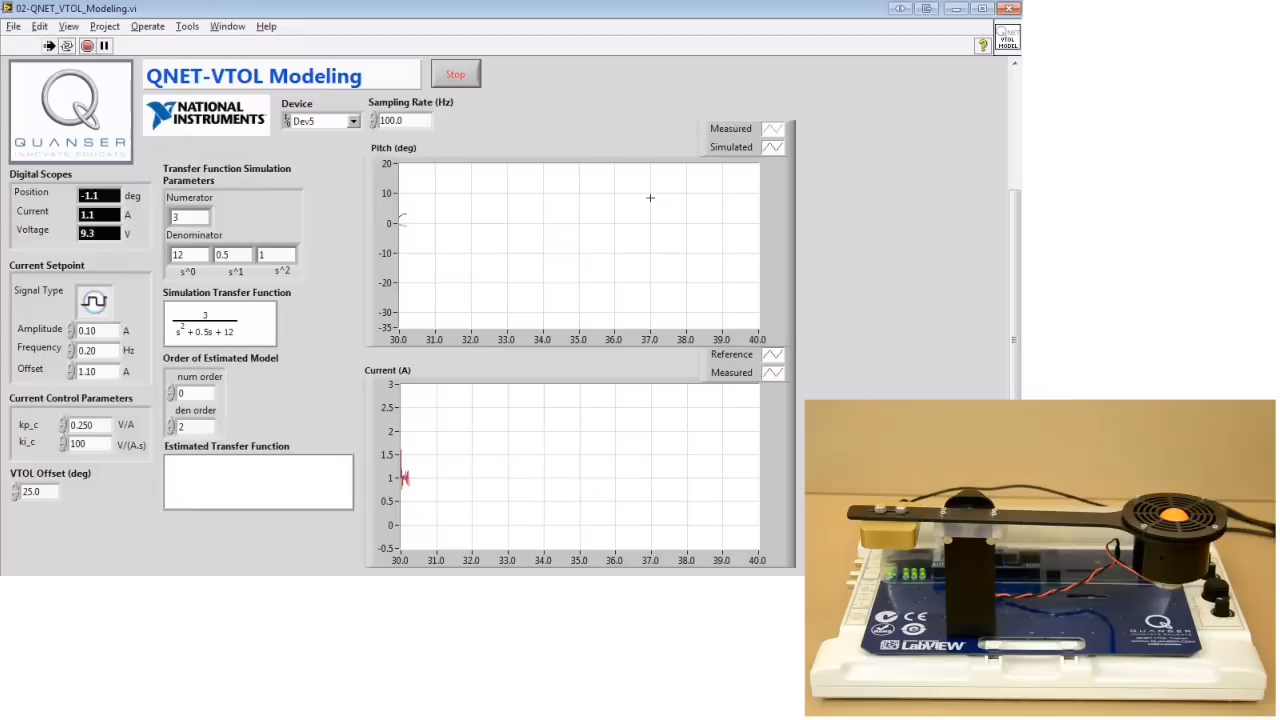 02-QNET_VTOL_Modeling.vi
File Edit View Project Operate Tools Window Help
QNET
VTOL
MODEL
QUANSER
INNOVATE EDUCATE
QNET-VTOL Modeling
Stop
NATIONAL
INSTRUMENTS
Device
Dev5
Sampling Rate (Hz)
100.0
Digital Scopes
Position -1.1 deg
Current 1.1 A
Voltage 9.3 V
Current Setpoint
Signal Type
Amplitude 0.10 A
Frequency 0.20 Hz
Offset 1.10 A
Current Control Parameters
kp_c 0.250 V/A
ki_c 100 V/(A.s)
VTOL Offset (deg)
25.0
Transfer Function Simulation
Parameters
Numerator
3
Denominator
12 0.5 1
s^0 s^1 s^2
Simulation Transfer Function
3
s^2 + 0.5s + 12
Order of Estimated Model
num order
0
den order
2
Estimated Transfer Function
Measured
Simulated
Pitch (deg)
20
10
0
-10
-20
-30
-35
30.0 31.0 32.0 33.0 34.0 35.0 36.0 37.0 38.0 39.0 40.0
Reference
Measured
Current (A)
3
2.5
2
1.5
1
0.5
0
-0.5
30.0 31.0 32.0 33.0 34.0 35.0 36.0 37.0 38.0 39.0 40.0
CE
QUANSER
LabVIEW